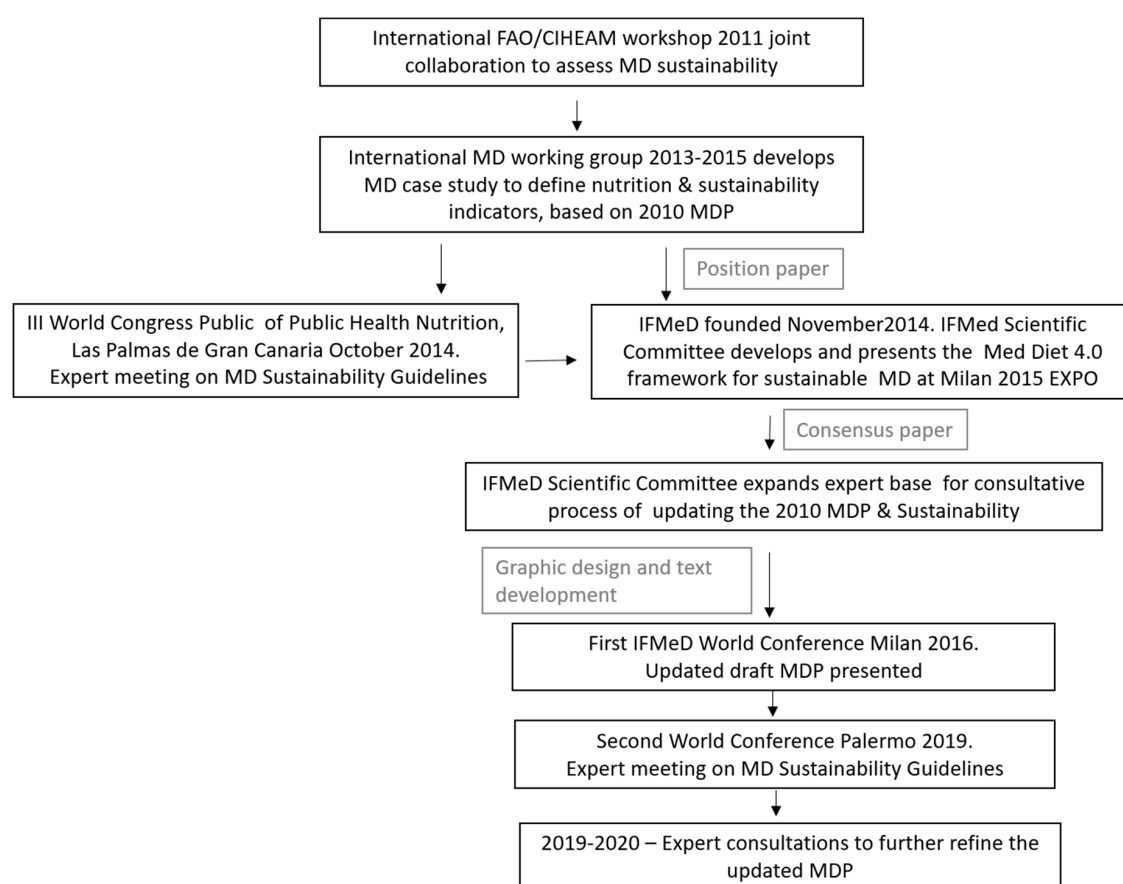 International FAO/CIHEAM workshop 2011 joint
collaboration to assess MD sustainability
International MD working group 2013-2015 develops
MD case study to define nutrition & sustainability
indicators, based on 2010 MDP
Position paper
III World Congress Public of Public Health Nutrition,
Las Palmas de Gran Canaria October 2014.
Expert meeting on MD Sustainability Guidelines
IFMeD founded November2014. IFMed Scientific
Committee develops and presents the Med Diet 4.0
framework for sustainable MD at Milan 2015 EXPO
Consensus paper
IFMeD Scientific Committee expands expert base for consultative
process of updating the 2010 MDP & Sustainability
Graphic design and text
development
First IFMeD World Conference Milan 2016.
Updated draft MDP presented
Second World Conference Palermo 2019.
Expert meeting on MD Sustainability Guidelines
2019-2020 – Expert consultations to further refine the
updated MDP